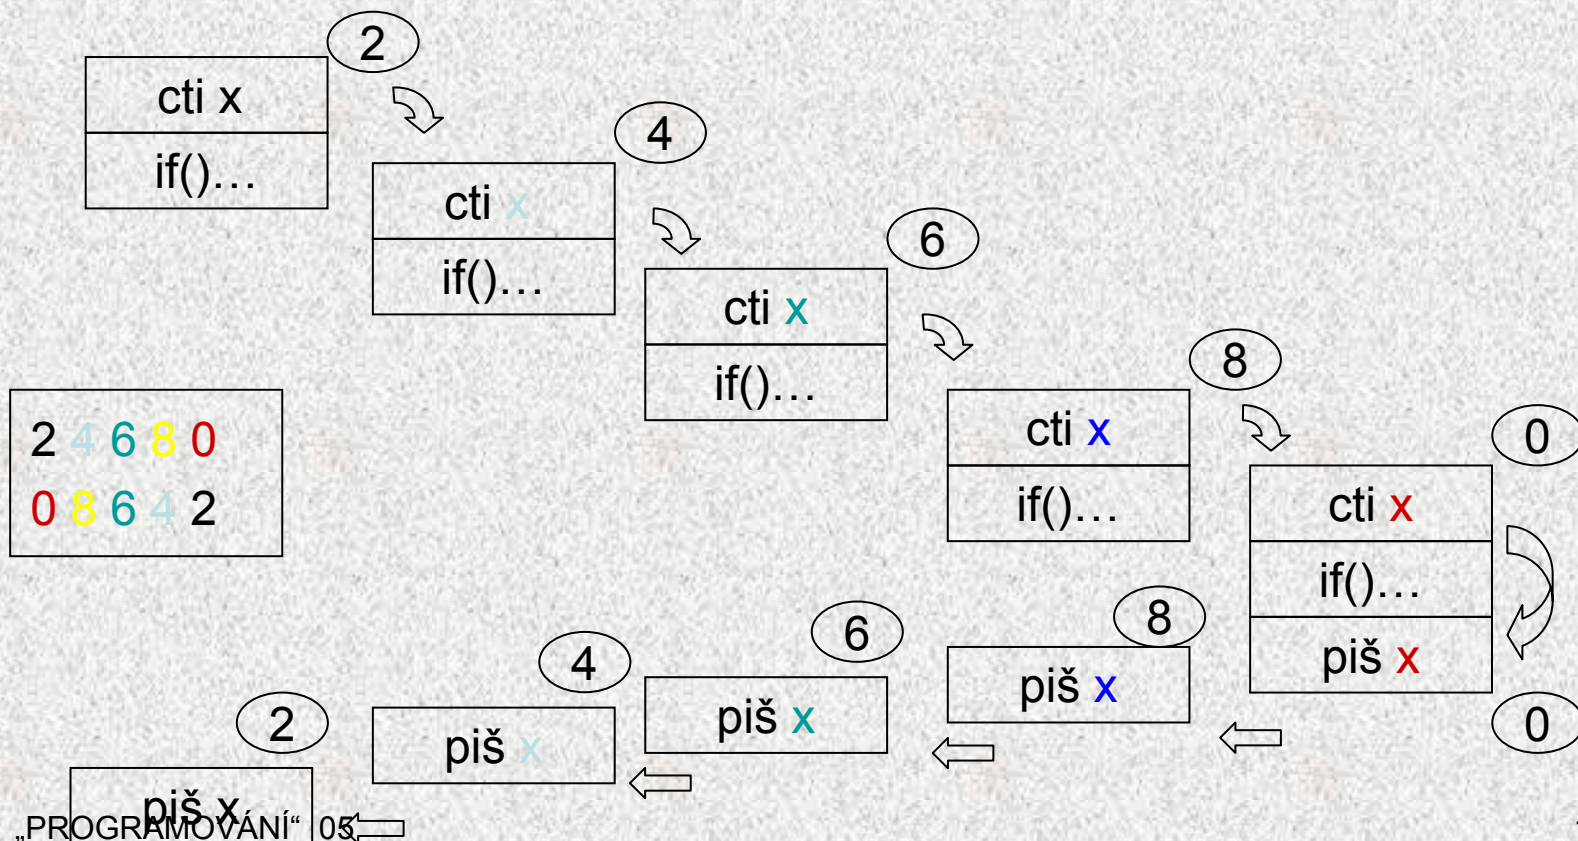 2
cti x
if()…
4
cti x
if()…
6
cti x
if()…
8
cti x
if()…
0
cti x
if()…
piš x
0
2 4 6 8 0
0 8 6 4 2
8
piš x
6
piš x
4
piš x
2
piš x
„PROGRAMOVÁNÍ“ 05